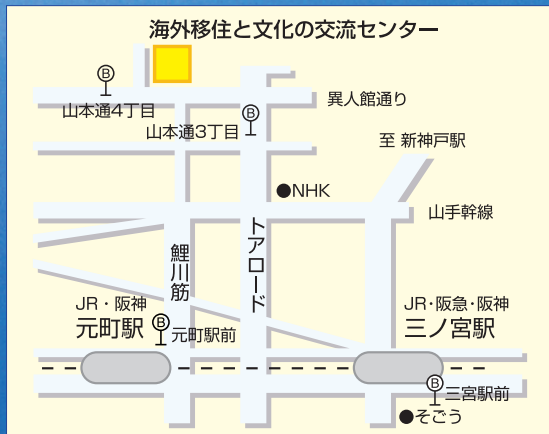 海外移住と文化の交流センター
B
山本通4丁目
異人館通り
B
山本通3丁目
至 新神戸駅
●NHK
山手幹線
トアロード
鯉川筋
JR・阪神
元町駅
B
元町駅前
JR・阪急・阪神
三ノ宮駅
B
三宮駅前
●そごう